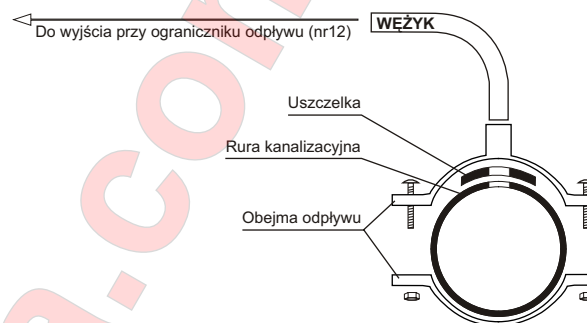 Do wyjścia przy ograniczniku odpływu (nr12)
WĘŻYK
Uszczelka
Rura kanalizacyjna
Obejma odpływu